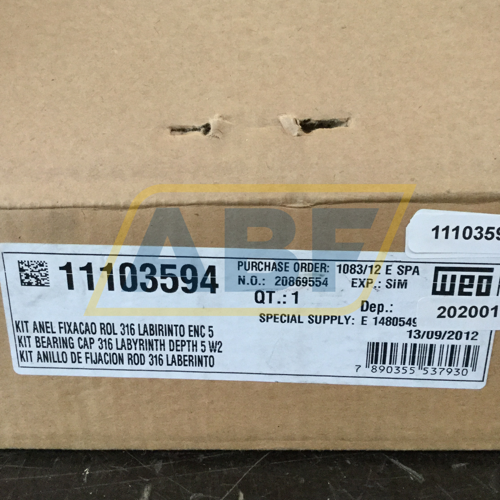 ABF
1110359
11103594
PURCHASE ORDER: 1083/12 E SPA
N.O.: 20869554 EXP.: SIM
QT.: 1
WEG
Dep.:
202001
SPECIAL SUPPLY: E 1480549
13/09/2012
KIT ANEL FIXACAO ROL 316 LABIRINTO ENC 5
KIT BEARING CAP 316 LABYRINTH DEPTH 5 W2
KIT ANILLO DE FIJACION ROD 316 LABERINTO
7 890355 537930